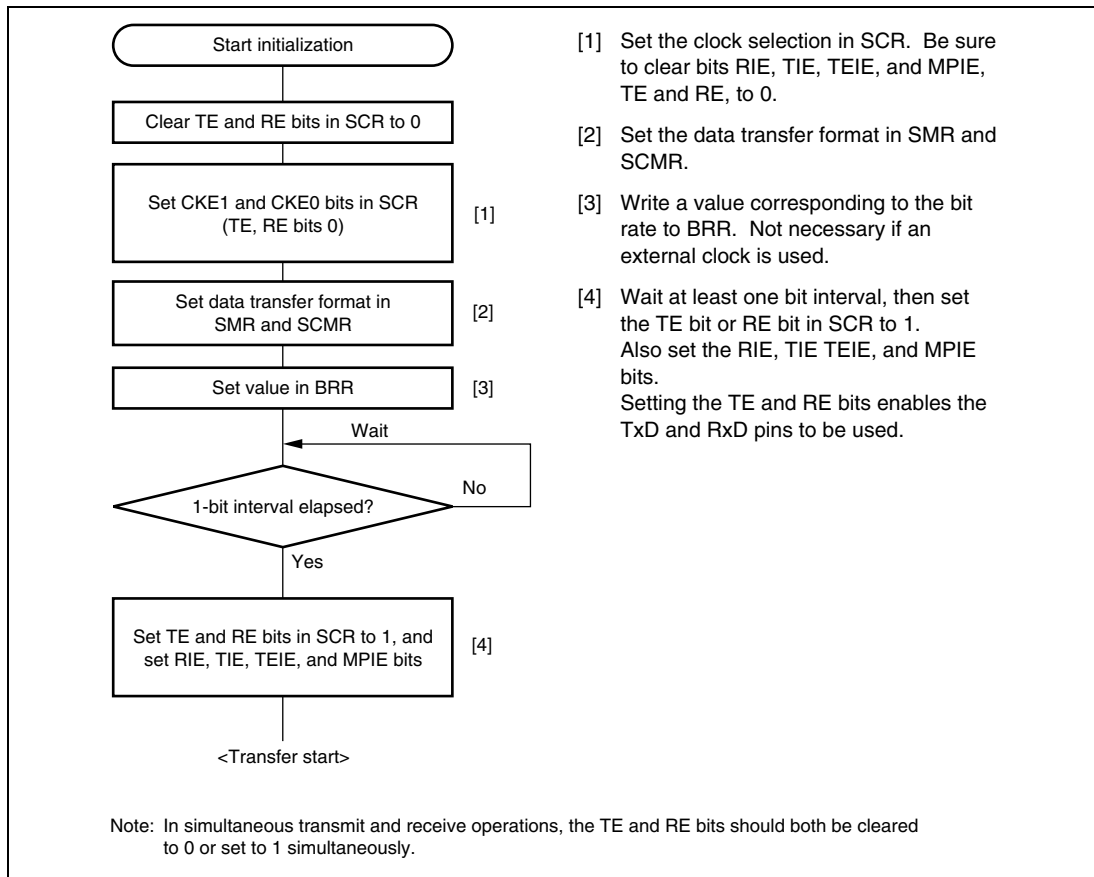 Start initialization
Clear TE and RE bits in SCR to 0
Set CKE1 and CKE0 bits in SCR
(TE, RE bits 0)
[1]
Set data transfer format in
SMR and SCMR
[2]
Set value in BRR
[3]
Wait
No
1-bit interval elapsed?
Yes
Set TE and RE bits in SCR to 1, and
set RIE, TIE, TEIE, and MPIE bits
[4]
<Transfer start>
[1] Set the clock selection in SCR. Be sure
to clear bits RIE, TIE, TEIE, and MPIE,
TE and RE, to 0.
[2] Set the data transfer format in SMR and
SCMR.
[3] Write a value corresponding to the bit
rate to BRR. Not necessary if an
external clock is used.
[4] Wait at least one bit interval, then set
the TE bit or RE bit in SCR to 1.
Also set the RIE, TIE TEIE, and MPIE
bits.
Setting the TE and RE bits enables the
TxD and RxD pins to be used.
Note: In simultaneous transmit and receive operations, the TE and RE bits should both be cleared
to 0 or set to 1 simultaneously.